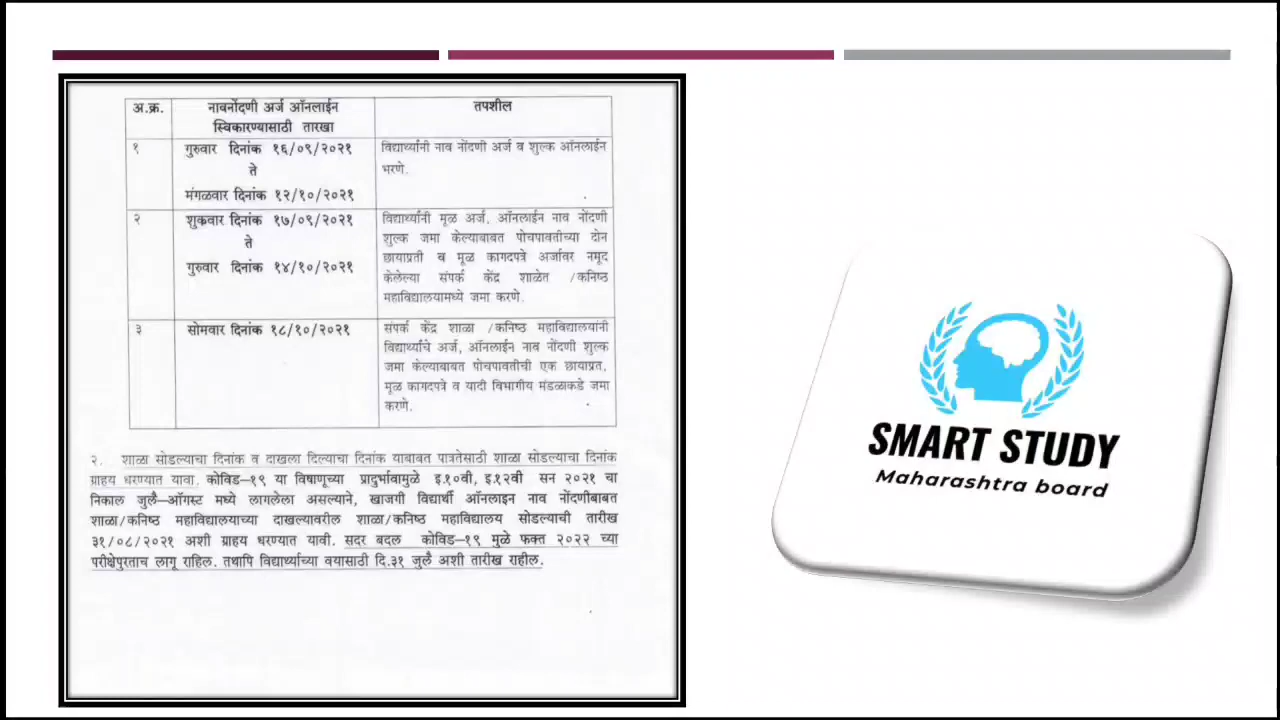 अ.क्र. नावनोंदणी अर्ज ऑनलाईन तपशील
स्विकारण्यासाठी तारखा
१ गुरुवार दिनांक १६/०९/२०२१ विद्यार्थ्यांनी नाव नोंदणी अर्ज व शुल्क ऑनलाईन
ते भरणे.
मंगळवार दिनांक १२/१०/२०२१
२ शुक्रवार दिनांक १७/०९/२०२१ विद्यार्थ्यांनी मूळ अर्ज, ऑनलाईन नाव नोंदणी
ते शुल्क जमा केल्याबाबत पोचपावतीच्या दोन
गुरुवार दिनांक १४/१०/२०२१ छायाप्रती व मूळ कागदपत्रे अर्जावर नमूद
केलेल्या संपर्क केंद्र शाळेत /कनिष्ठ
महाविद्यालयामध्ये जमा करणे.
३ सोमवार दिनांक १८/१०/२०२१ संपर्क केंद्र शाळा /कनिष्ठ महाविद्यालयांनी
विद्यार्थ्यांचे अर्ज, ऑनलाईन नाव नोंदणी शुल्क
जमा केल्याबाबत पोचपावतीची एक छायाप्रत,
मूळ कागदपत्रे व यादी विभागीय मंडळाकडे जमा
करणे.
२. शाळा सोडल्याचा दिनांक व दाखला दिल्याचा दिनांक याबाबत पात्रतेसाठी शाळा सोडल्याचा दिनांक
ग्राहय धरण्यात यावा. कोविड–१९ या विषाणूच्या प्रादुर्भावामुळे इ.१०वी, इ.१२वी सन २०२१ चा
निकाल जुलै–ऑगस्ट मध्ये लागलेला असल्याने, खाजगी विद्यार्थी ऑनलाइन नाव नोंदणीबाबत
शाळा/कनिष्ठ महाविद्यालयाच्या दाखल्यावरील शाळा/कनिष्ठ महाविद्यालय सोडल्याची तारीख
३१/०८/२०२१ अशी ग्राहय धरण्यात यावी. सदर बदल कोविड–१९ मुळे फक्त २०२२ च्या
परीक्षेपुरताच लागू राहिल. तथापि विद्यार्थ्याच्या वयासाठी दि.३१ जुलै अशी तारीख राहील.
SMART STUDY
Maharashtra board